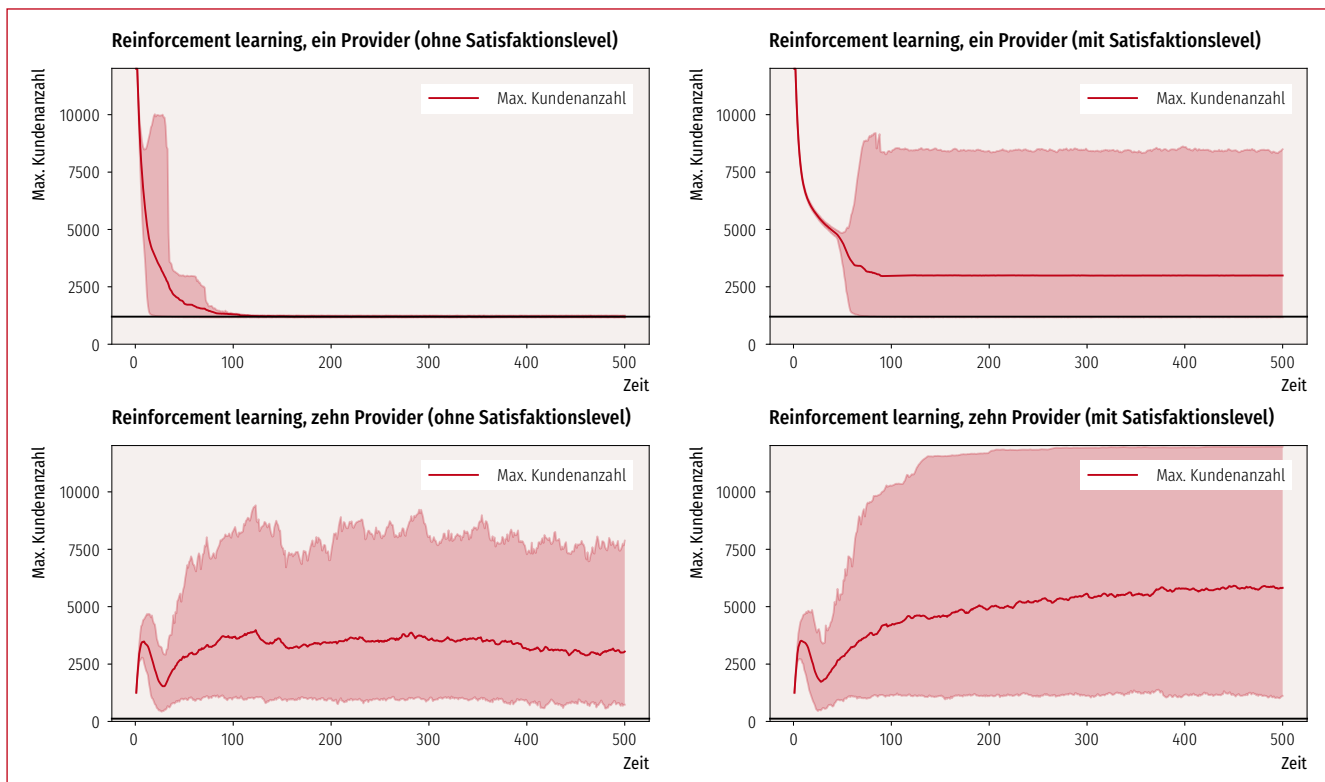 Reinforcement learning, ein Provider (ohne Satisfaktionslevel)
Max. Kundenanzahl
Max. Kundenanzahl
10000
7500
5000
2500
0
0 100 200 300 400 500
Zeit
Reinforcement learning, ein Provider (mit Satisfaktionslevel)
Max. Kundenanzahl
Max. Kundenanzahl
10000
7500
5000
2500
0
0 100 200 300 400 500
Zeit
Reinforcement learning, zehn Provider (ohne Satisfaktionslevel)
Max. Kundenanzahl
Max. Kundenanzahl
10000
7500
5000
2500
0
0 100 200 300 400 500
Zeit
Reinforcement learning, zehn Provider (mit Satisfaktionslevel)
Max. Kundenanzahl
Max. Kundenanzahl
10000
7500
5000
2500
0
0 100 200 300 400 500
Zeit